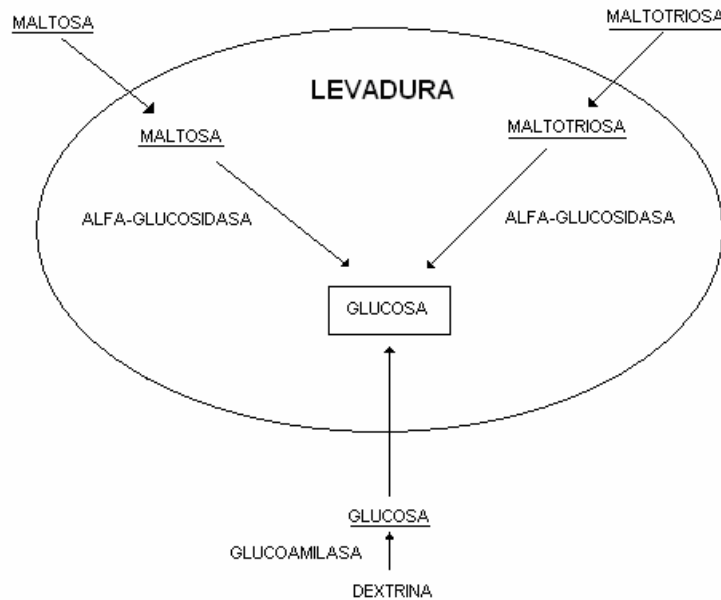 MALTOSA
MALTOTRIOSA
LEVADURA
MALTOSA
MALTOTRIOSA
ALFA-GLUCOSIDASA
ALFA-GLUCOSIDASA
GLUCOSA
GLUCOSA
GLUCOAMILASA
DEXTRINA